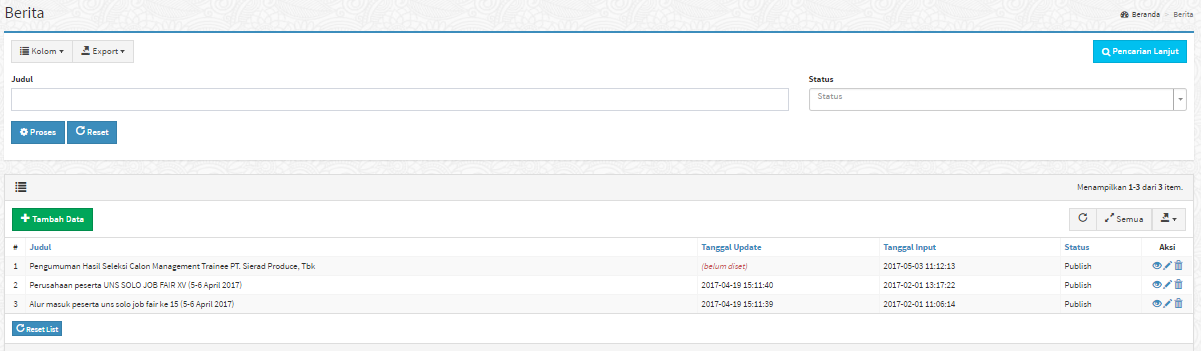 Berita
Beranda > Berita
Kolom Export Pencarian Lanjut
Judul Status
Status
Proses Reset
Menampilkan 1-3 dari 3 item.
Tambah Data Semua
# Judul Tanggal Update Tanggal Input Status Aksi
1 Pengumuman Hasil Seleksi Calon Management Trainee PT. Sierad Produce, Tbk (belum diset) 2017-05-03 11:12:13 Publish
2 Perusahaan peserta UNS SOLO JOB FAIR XV (5-6 April 2017) 2017-04-19 15:11:40 2017-02-01 13:17:22 Publish
3 Alur masuk peserta uns solo job fair ke 15 (5-6 April 2017) 2017-04-19 15:11:39 2017-02-01 11:06:14 Publish
Reset List